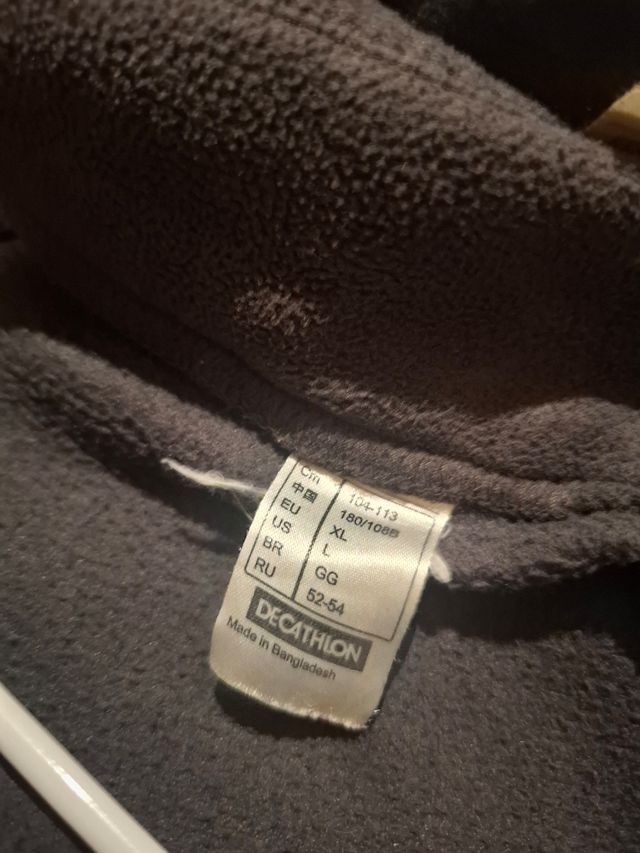 Cm 104-113
中国 180/108B
EU XL
US L
BR GG
RU 52-54
DECATHLON
Made in Bangladesh